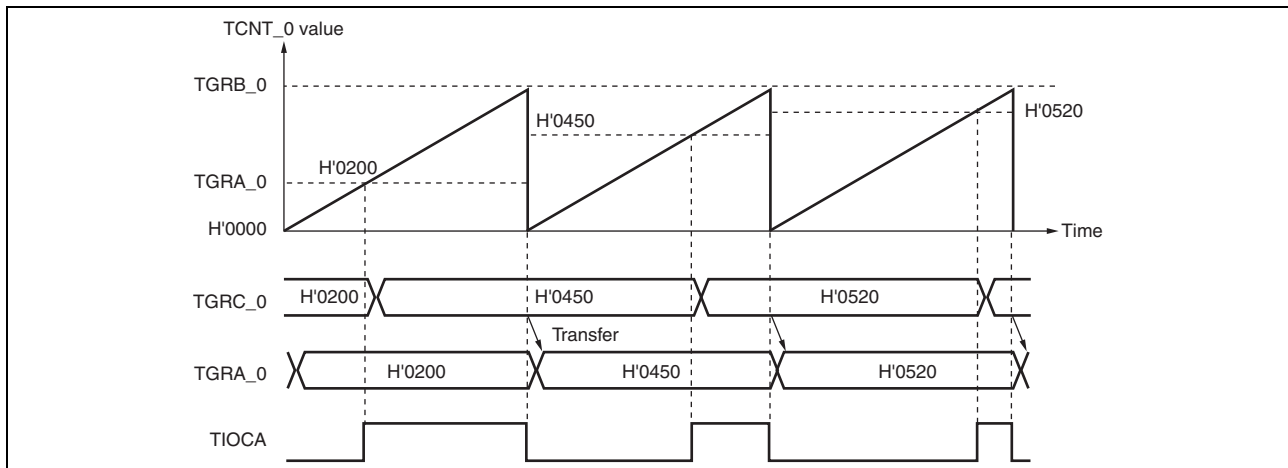 TCNT_0 value
TGRB_0
H'0450
H'0520
H'0200
TGRA_0
H'0000
Time
TGRC_0
H'0200
H'0450
H'0520
Transfer
TGRA_0
H'0200
H'0450
H'0520
TIOCA